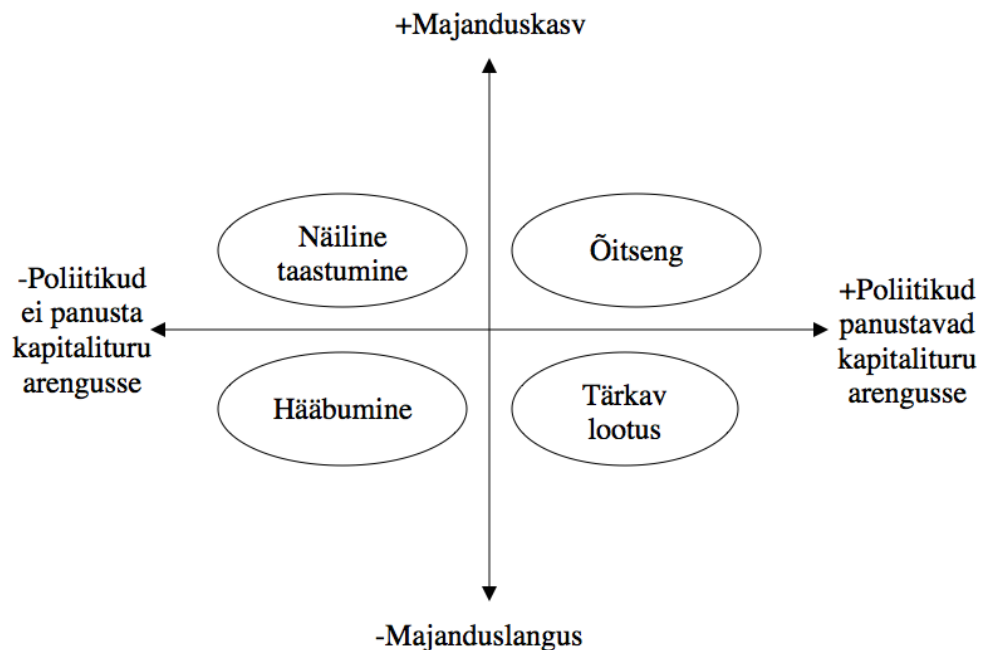 +Majanduskasv
Näiline
taastumine
Õitseng
-Poliitikud
ei panusta
kapitalituru
arengusse
+Poliitikud
panustavad
kapitalituru
arengusse
Hääbumine
Tärkav
lootus
-Majanduslangus